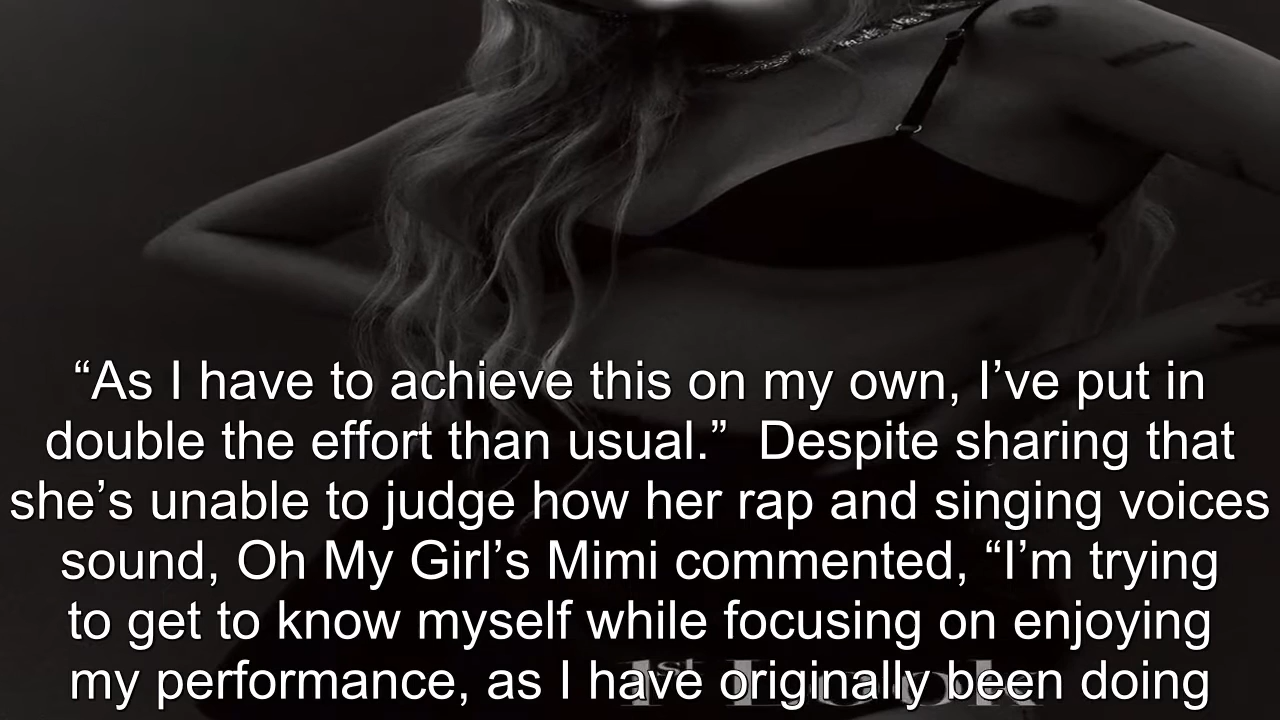 “As I have to achieve this on my own, I’ve put in
double the effort than usual.”  Despite sharing that
she’s unable to judge how her rap and singing voices
sound, Oh My Girl’s Mimi commented, “I’m trying
to get to know myself while focusing on enjoying
my performance, as I have originally been doing
1st Look